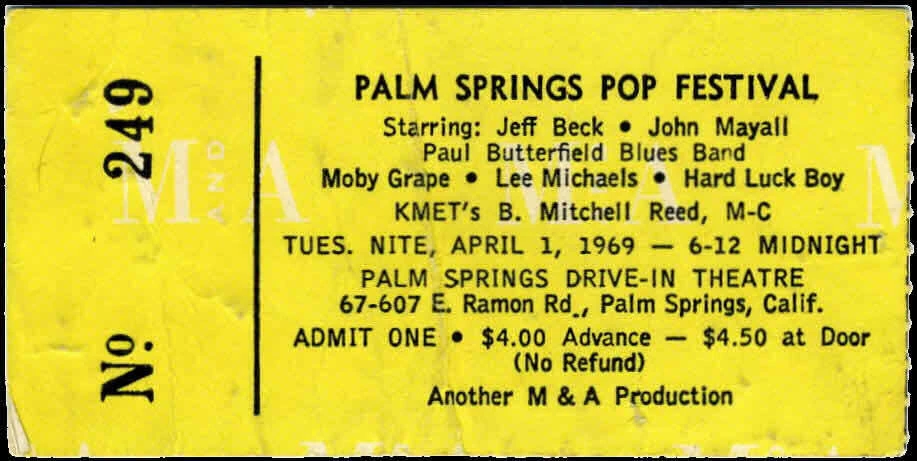 No. 249
PALM SPRINGS POP FESTIVAL
Starring: Jeff Beck • John Mayall
Paul Butterfield Blues Band
Moby Grape • Lee Michaels • Hard Luck Boy
KMET's B. Mitchell Reed, M-C
TUES. NITE, APRIL 1, 1969 — 6-12 MIDNIGHT
PALM SPRINGS DRIVE-IN THEATRE
67-607 E. Ramon Rd., Palm Springs, Calif.
ADMIT ONE • $4.00 Advance — $4.50 at Door
(No Refund)
Another M & A Production
M AND A